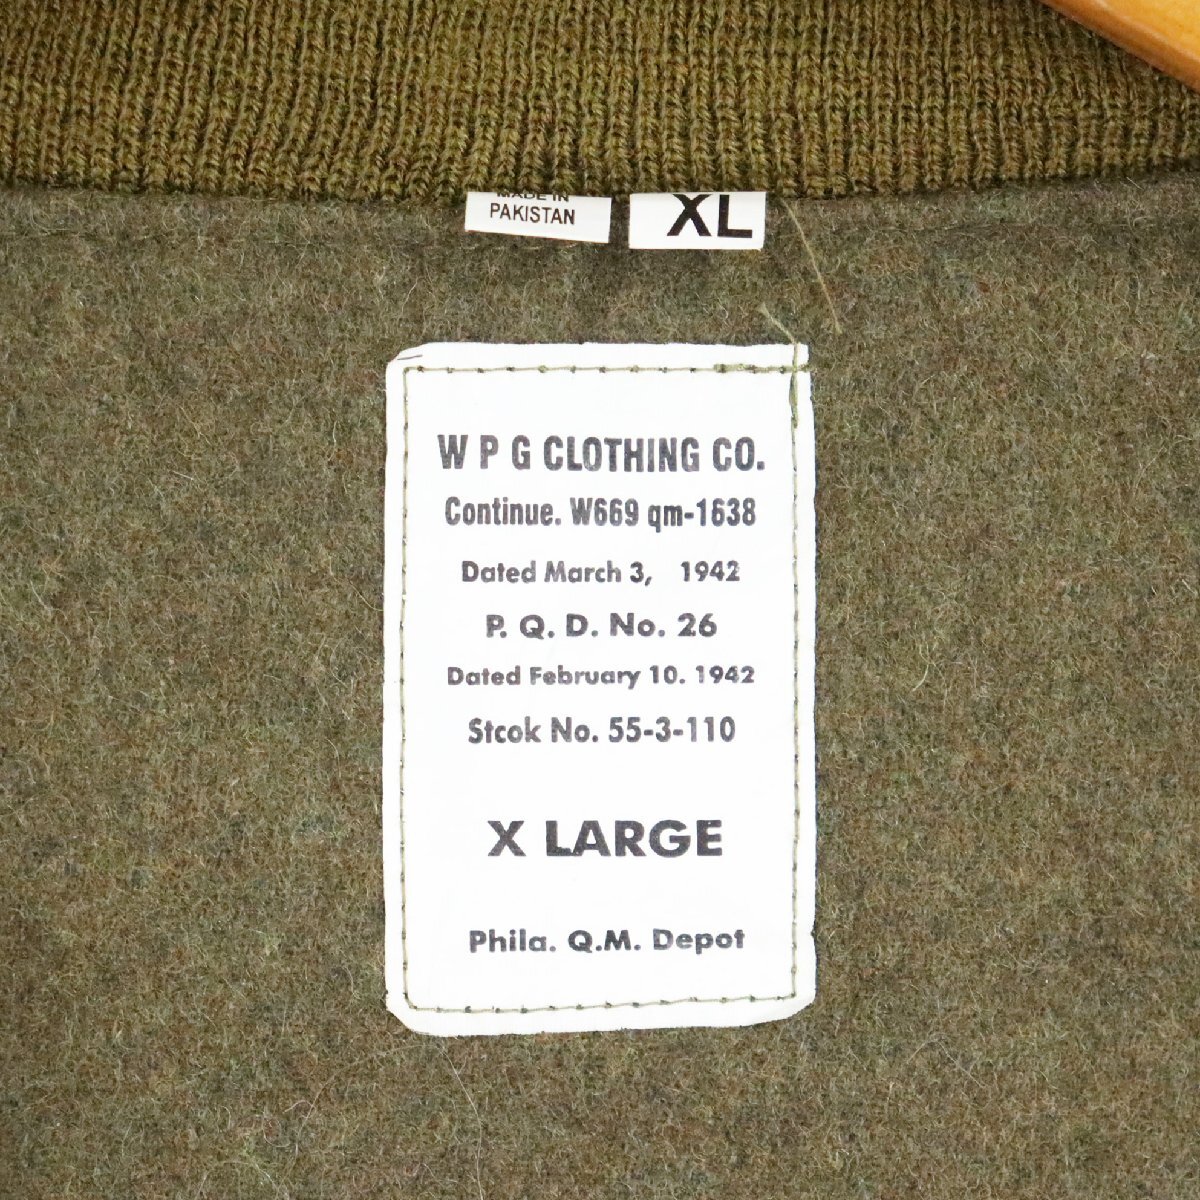 MADE IN
PAKISTAN
XL
W P G CLOTHING CO.
Continue. W669 qm-1638
Dated March 3, 1942
P. Q. D. No. 26
Dated February 10. 1942
Stcok No. 55-3-110
X LARGE
Phila. Q.M. Depot